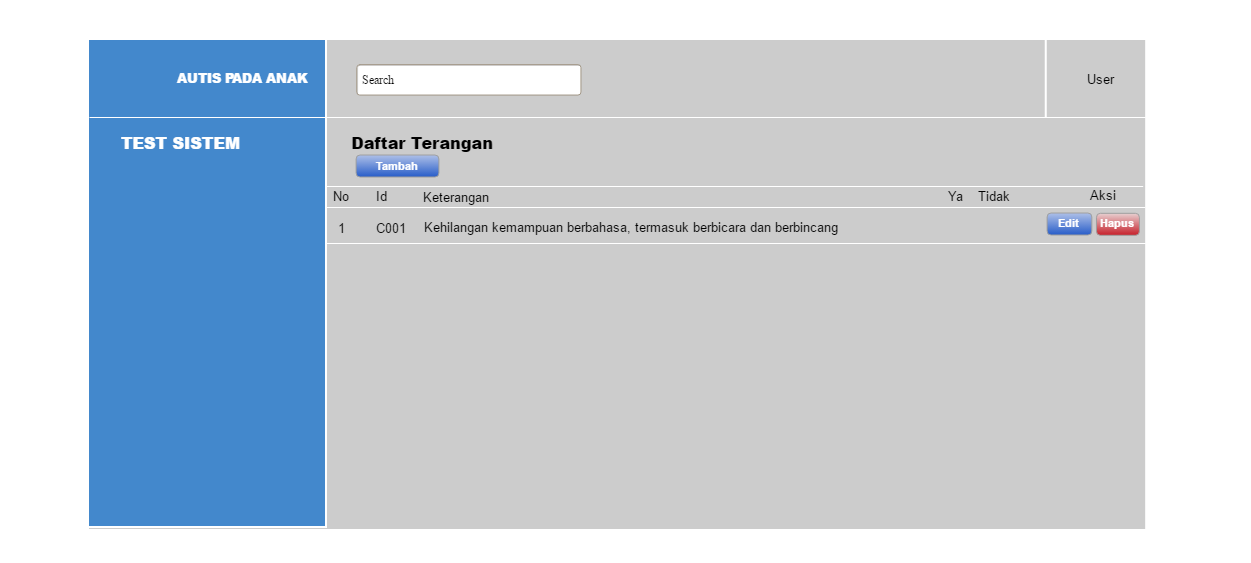 AUTIS PADA ANAK
Search
User
TEST SISTEM
Daftar Terangan
Tambah
No Id Keterangan Ya Tidak Aksi
1 C001 Kehilangan kemampuan berbahasa, termasuk berbicara dan berbincang Edit Hapus